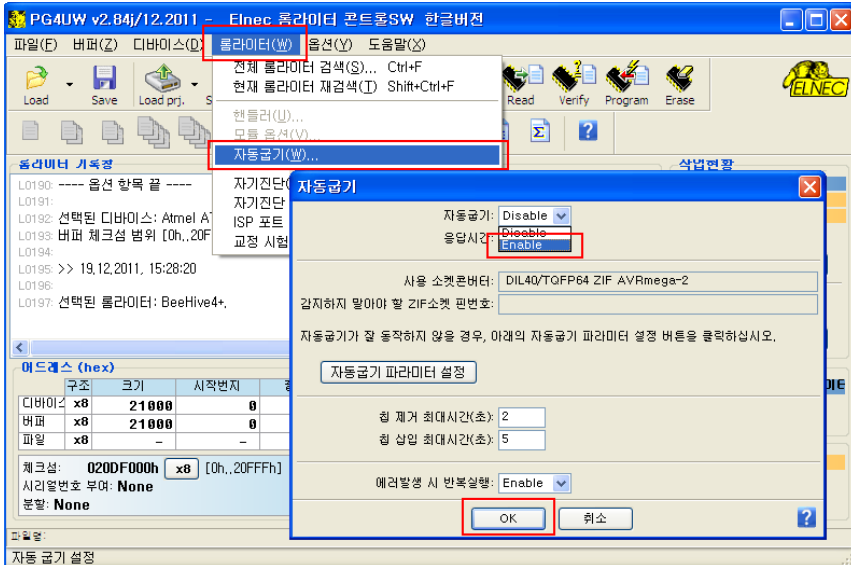 PG4UW v2.84j/12.2011 - Elnec 롬라이터 콘트롤SW 한글버전
파일(F) 버퍼(Z) 디바이스(D) 롬라이터(W) 옵션(Y) 도움말(X)
전체 롬라이터 검색(S)... Ctrl+F
현재 롬라이터 재검색(T) Shift+Ctrl+F
핸들러(U)...
모듈 옵션(V)...
자동굽기(W)...
자기진단(
자기진단
ISP 포트
교정 시험
Load Save Load prj. S Read Verify Program Erase
ELNEC
롬라이터 기록창
작업현황
L0190: ---- 옵션 항목 끝 ----
L0191:
L0192: 선택된 디바이스: Atmel A
L0193: 버퍼 체크섬 범위 [0h..20F
L0194:
L0195: >> 19.12.2011, 15:28:20
L0196:
L0197: 선택된 롬라이터: BeeHive4+.
어드레스 (hex)
구조 크기 시작번지
디바이스 x8 21000 0
버퍼 x8 21000 0
파일 x8 - -
체크섬: 020DF000h x8 [0h..20FFFh]
시리얼번호 부여: None
분할: None
파일명:
자동 굽기 설정
자동굽기
자동굽기: Disable
응답시간: Disable
Enable
사용 소켓콘버터: DIL40/TQFP64 ZIF AVRmega-2
감지하지 말아야 할 ZIF소켓 핀번호:
자동굽기가 잘 동작하지 않을 경우, 아래의 자동굽기 파라미터 설정 버튼을 클릭하십시오.
자동굽기 파라미터 설정
칩 제거 최대시간(초): 2
칩 삽입 최대시간(초): 5
에러발생 시 반복실행: Enable
OK 취소